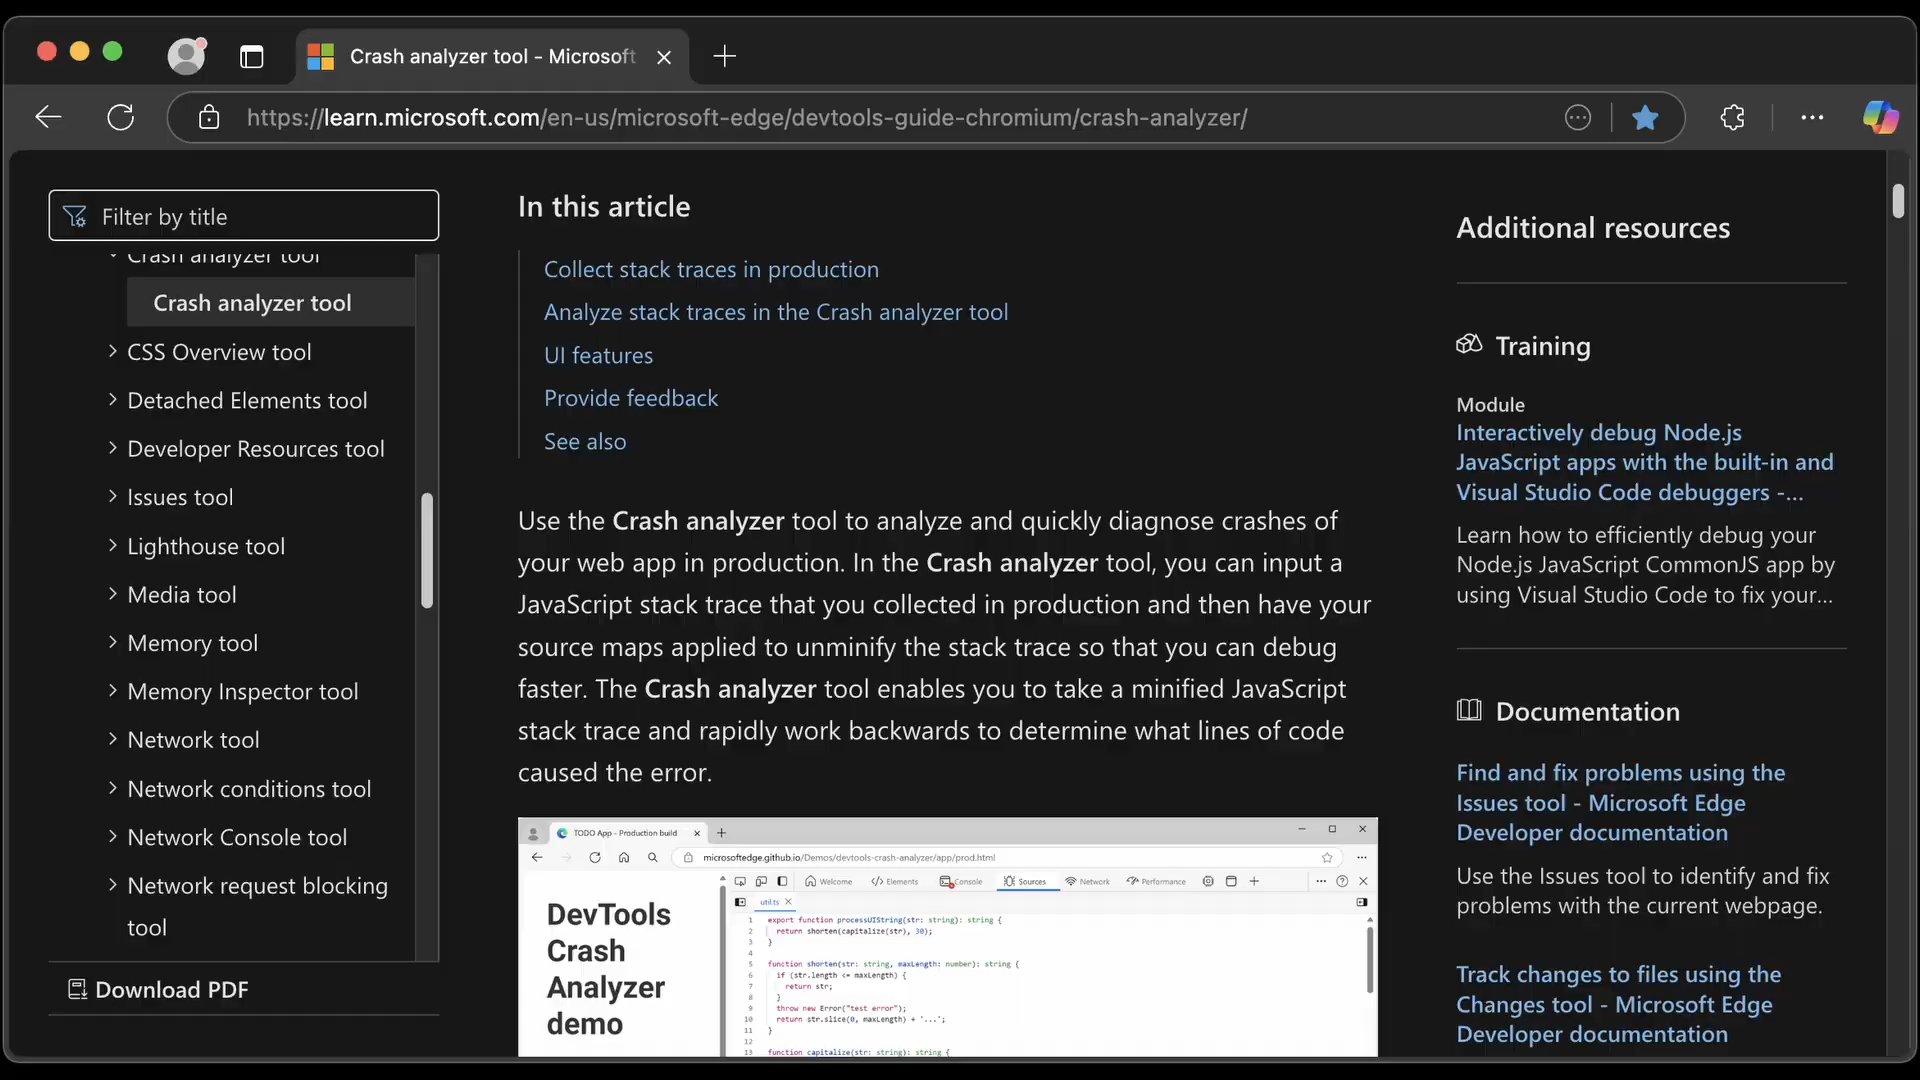 Crash analyzer tool - Microsoft
https://learn.microsoft.com/en-us/microsoft-edge/devtools-guide-chromium/crash-analyzer/
Filter by title
Crash analyzer tool
Crash analyzer tool
CSS Overview tool
Detached Elements tool
Developer Resources tool
Issues tool
Lighthouse tool
Media tool
Memory tool
Memory Inspector tool
Network tool
Network conditions tool
Network Console tool
Network request blocking
tool
Download PDF
In this article
Collect stack traces in production
Analyze stack traces in the Crash analyzer tool
UI features
Provide feedback
See also
Use the Crash analyzer tool to analyze and quickly diagnose crashes of
your web app in production. In the Crash analyzer tool, you can input a
JavaScript stack trace that you collected in production and then have your
source maps applied to unminify the stack trace so that you can debug
faster. The Crash analyzer tool enables you to take a minified JavaScript
stack trace and rapidly work backwards to determine what lines of code
caused the error.
TODO App - Production build
microsoftedge.github.io/Demos/devtools-crash-analyzer/app/prod.html
Welcome Elements Console Sources Network Performance
util.ts
DevTools
Crash
Analyzer
demo
1 export function processUIString(str: string): string {
2 return shorten(capitalize(str), 30);
3 }
4
5 function shorten(str: string, maxLength: number): string {
6 if (str.length <= maxLength) {
7 return str;
8 }
9 throw new Error("test error");
10 return str.slice(0, maxLength) + '...';
11 }
12
13 function capitalize(str: string): string {
Additional resources
Training
Module
Interactively debug Node.js
JavaScript apps with the built-in and
Visual Studio Code debuggers -...
Learn how to efficiently debug your
Node.js JavaScript CommonJS app by
using Visual Studio Code to fix your...
Documentation
Find and fix problems using the
Issues tool - Microsoft Edge
Developer documentation
Use the Issues tool to identify and fix
problems with the current webpage.
Track changes to files using the
Changes tool - Microsoft Edge
Developer documentation